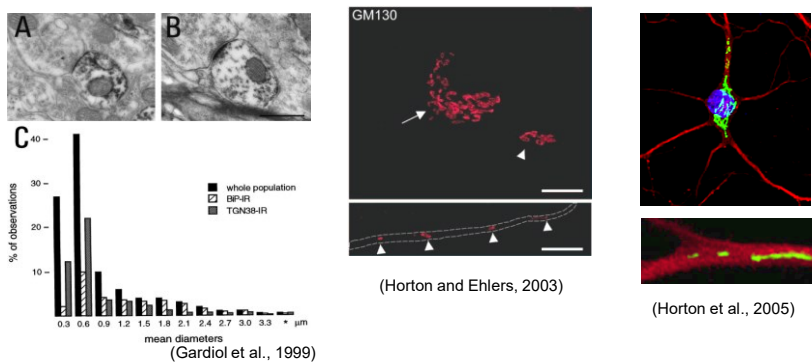 A
B
C
40
30
20
10
% of observations
whole population
BiP-IR
TGN38-IR
0.3 0.6 0.9 1.2 1.5 1.8 2.1 2.4 2.7 3.0 3.3 * μm
mean diameters
(Gardiol et al., 1999)
GM130
(Horton and Ehlers, 2003)
(Horton et al., 2005)